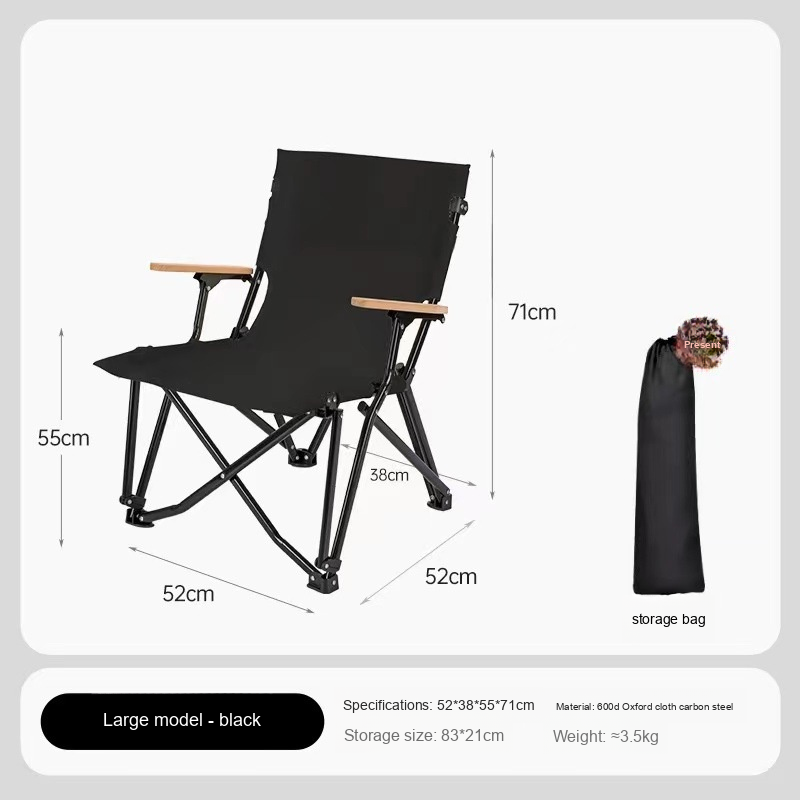 71cm
Present
55cm
38cm
52cm
52cm
storage bag
Large model - black
Specifications: 52*38*55*71cm
Material: 600d Oxford cloth carbon steel
Storage size: 83*21cm
Weight: ≈3.5kg